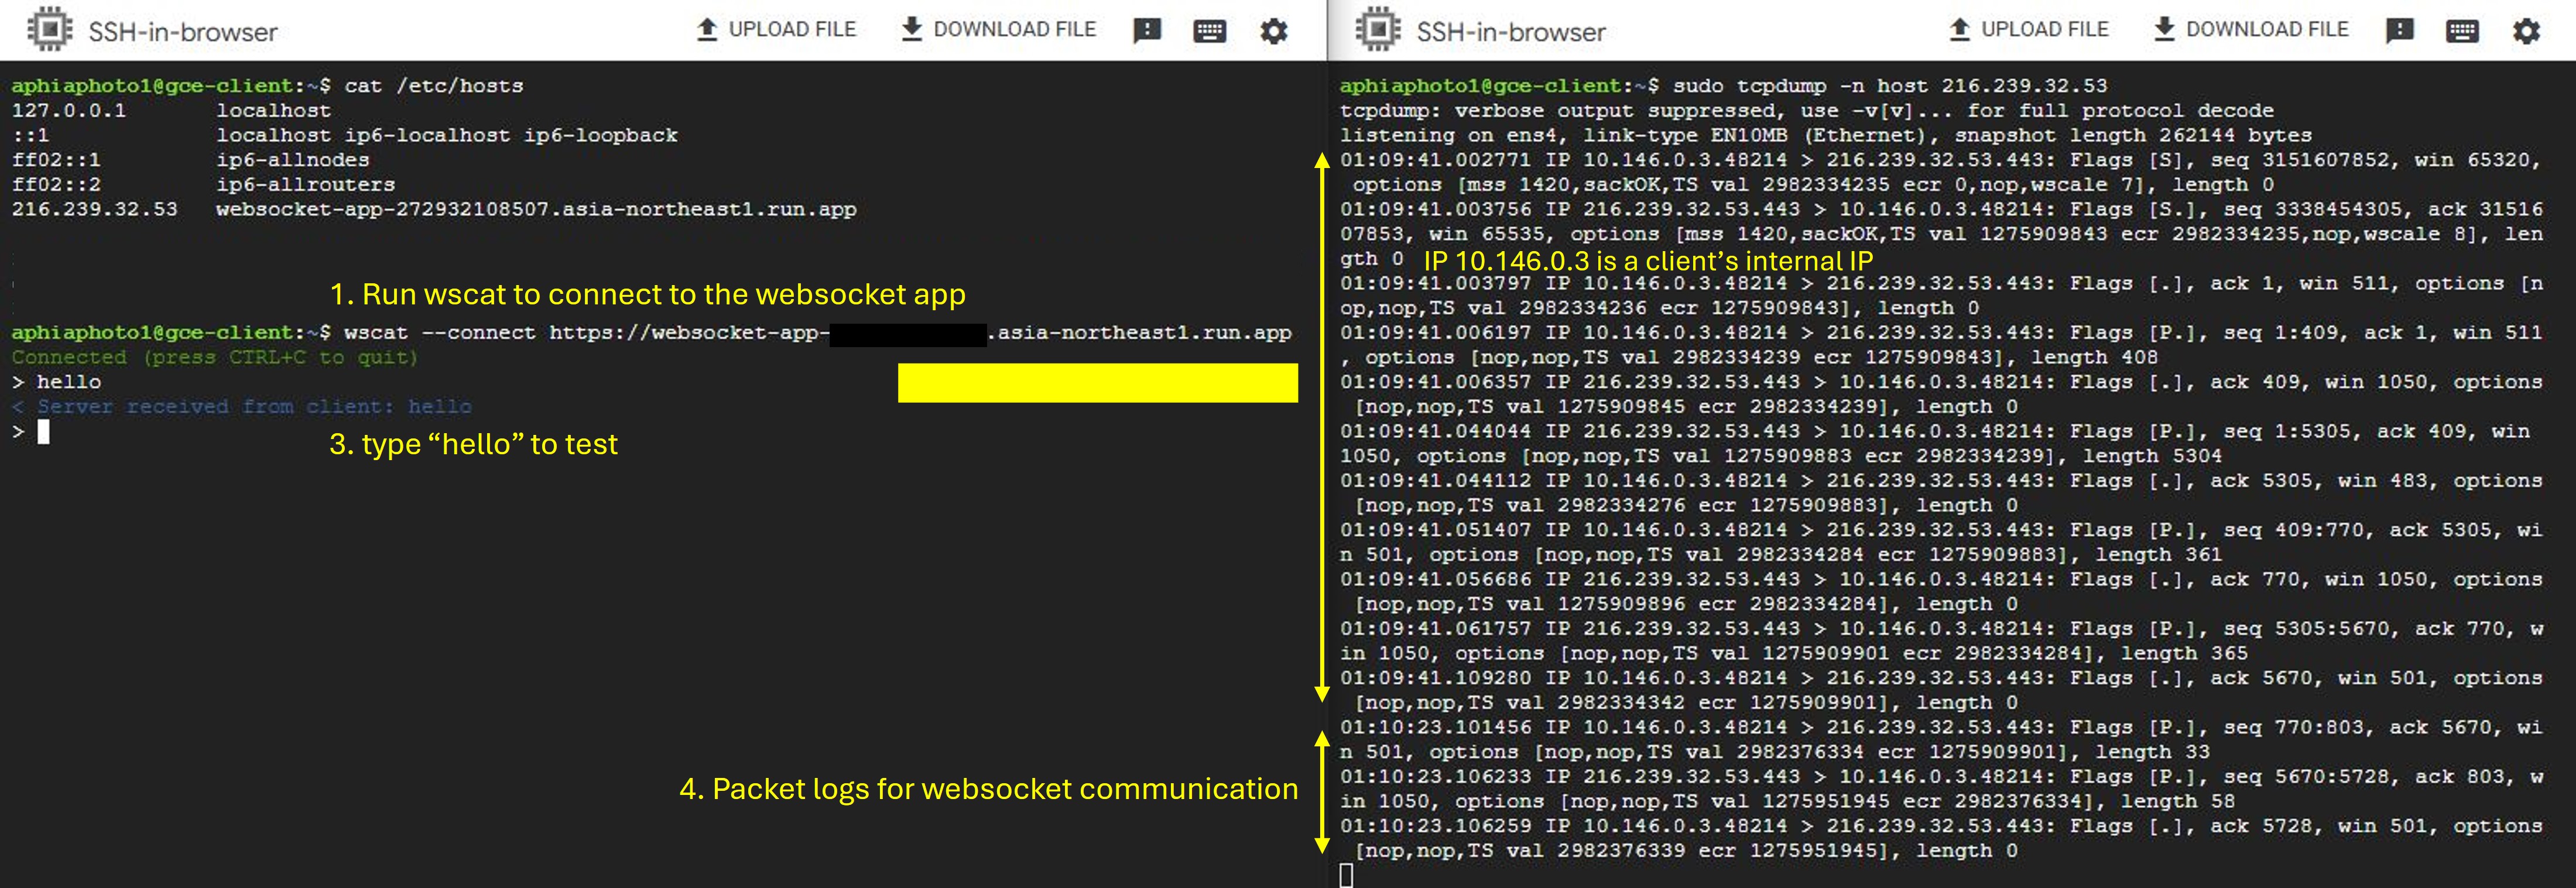 SSH-in-browser
UPLOAD FILE
DOWNLOAD FILE
aphiaphoto1@gce-client:~$ cat /etc/hosts
127.0.0.1 localhost
::1 localhost ip6-localhost ip6-loopback
ff02::1 ip6-allnodes
ff02::2 ip6-allrouters
216.239.32.53 websocket-app-272932108507.asia-northeast1.run.app
1. Run wscat to connect to the websocket app
aphiaphoto1@gce-client:~$ wscat --connect https://websocket-app- .asia-northeast1.run.app
Connected (press CTRL+C to quit)
> hello
< Server received from client: hello
>
3. type “hello” to test
4. Packet logs for websocket communication
SSH-in-browser
UPLOAD FILE
DOWNLOAD FILE
aphiaphoto1@gce-client:~$ sudo tcpdump -n host 216.239.32.53
tcpdump: verbose output suppressed, use -v[v]... for full protocol decode
listening on ens4, link-type EN10MB (Ethernet), snapshot length 262144 bytes
01:09:41.002771 IP 10.146.0.3.48214 > 216.239.32.53.443: Flags [S], seq 3151607852, win 65320,
options [mss 1420,sackOK,TS val 2982334235 ecr 0,nop,wscale 7], length 0
01:09:41.003756 IP 216.239.32.53.443 > 10.146.0.3.48214: Flags [S.], seq 3338454305, ack 31516
07853, win 65535, options [mss 1420,sackOK,TS val 1275909843 ecr 2982334235,nop,wscale 8], len
gth 0
IP 10.146.0.3 is a client’s internal IP
01:09:41.003797 IP 10.146.0.3.48214 > 216.239.32.53.443: Flags [.], ack 1, win 511, options [n
op,nop,TS val 2982334236 ecr 1275909843], length 0
01:09:41.006197 IP 10.146.0.3.48214 > 216.239.32.53.443: Flags [P.], seq 1:409, ack 1, win 511
, options [nop,nop,TS val 2982334239 ecr 1275909843], length 408
01:09:41.006357 IP 216.239.32.53.443 > 10.146.0.3.48214: Flags [.], ack 409, win 1050, options
[nop,nop,TS val 1275909845 ecr 2982334239], length 0
01:09:41.044044 IP 216.239.32.53.443 > 10.146.0.3.48214: Flags [P.], seq 1:5305, ack 409, win
1050, options [nop,nop,TS val 1275909883 ecr 2982334239], length 5304
01:09:41.044112 IP 10.146.0.3.48214 > 216.239.32.53.443: Flags [.], ack 5305, win 483, options
[nop,nop,TS val 2982334276 ecr 1275909883], length 0
01:09:41.051407 IP 10.146.0.3.48214 > 216.239.32.53.443: Flags [P.], seq 409:770, ack 5305, wi
n 501, options [nop,nop,TS val 2982334284 ecr 1275909883], length 361
01:09:41.056686 IP 216.239.32.53.443 > 10.146.0.3.48214: Flags [.], ack 770, win 1050, options
[nop,nop,TS val 1275909896 ecr 2982334284], length 0
01:09:41.061757 IP 216.239.32.53.443 > 10.146.0.3.48214: Flags [P.], seq 5305:5670, ack 770, w
in 1050, options [nop,nop,TS val 1275909901 ecr 2982334284], length 365
01:09:41.109280 IP 10.146.0.3.48214 > 216.239.32.53.443: Flags [.], ack 5670, win 501, options
[nop,nop,TS val 2982334342 ecr 1275909901], length 0
01:10:23.101456 IP 10.146.0.3.48214 > 216.239.32.53.443: Flags [P.], seq 770:803, ack 5670, wi
n 501, options [nop,nop,TS val 2982376334 ecr 1275909901], length 33
01:10:23.106233 IP 216.239.32.53.443 > 10.146.0.3.48214: Flags [P.], seq 5670:5728, ack 803, w
in 1050, options [nop,nop,TS val 1275951945 ecr 2982376334], length 58
01:10:23.106259 IP 10.146.0.3.48214 > 216.239.32.53.443: Flags [.], ack 5728, win 501, options
[nop,nop,TS val 2982376339 ecr 1275951945], length 0